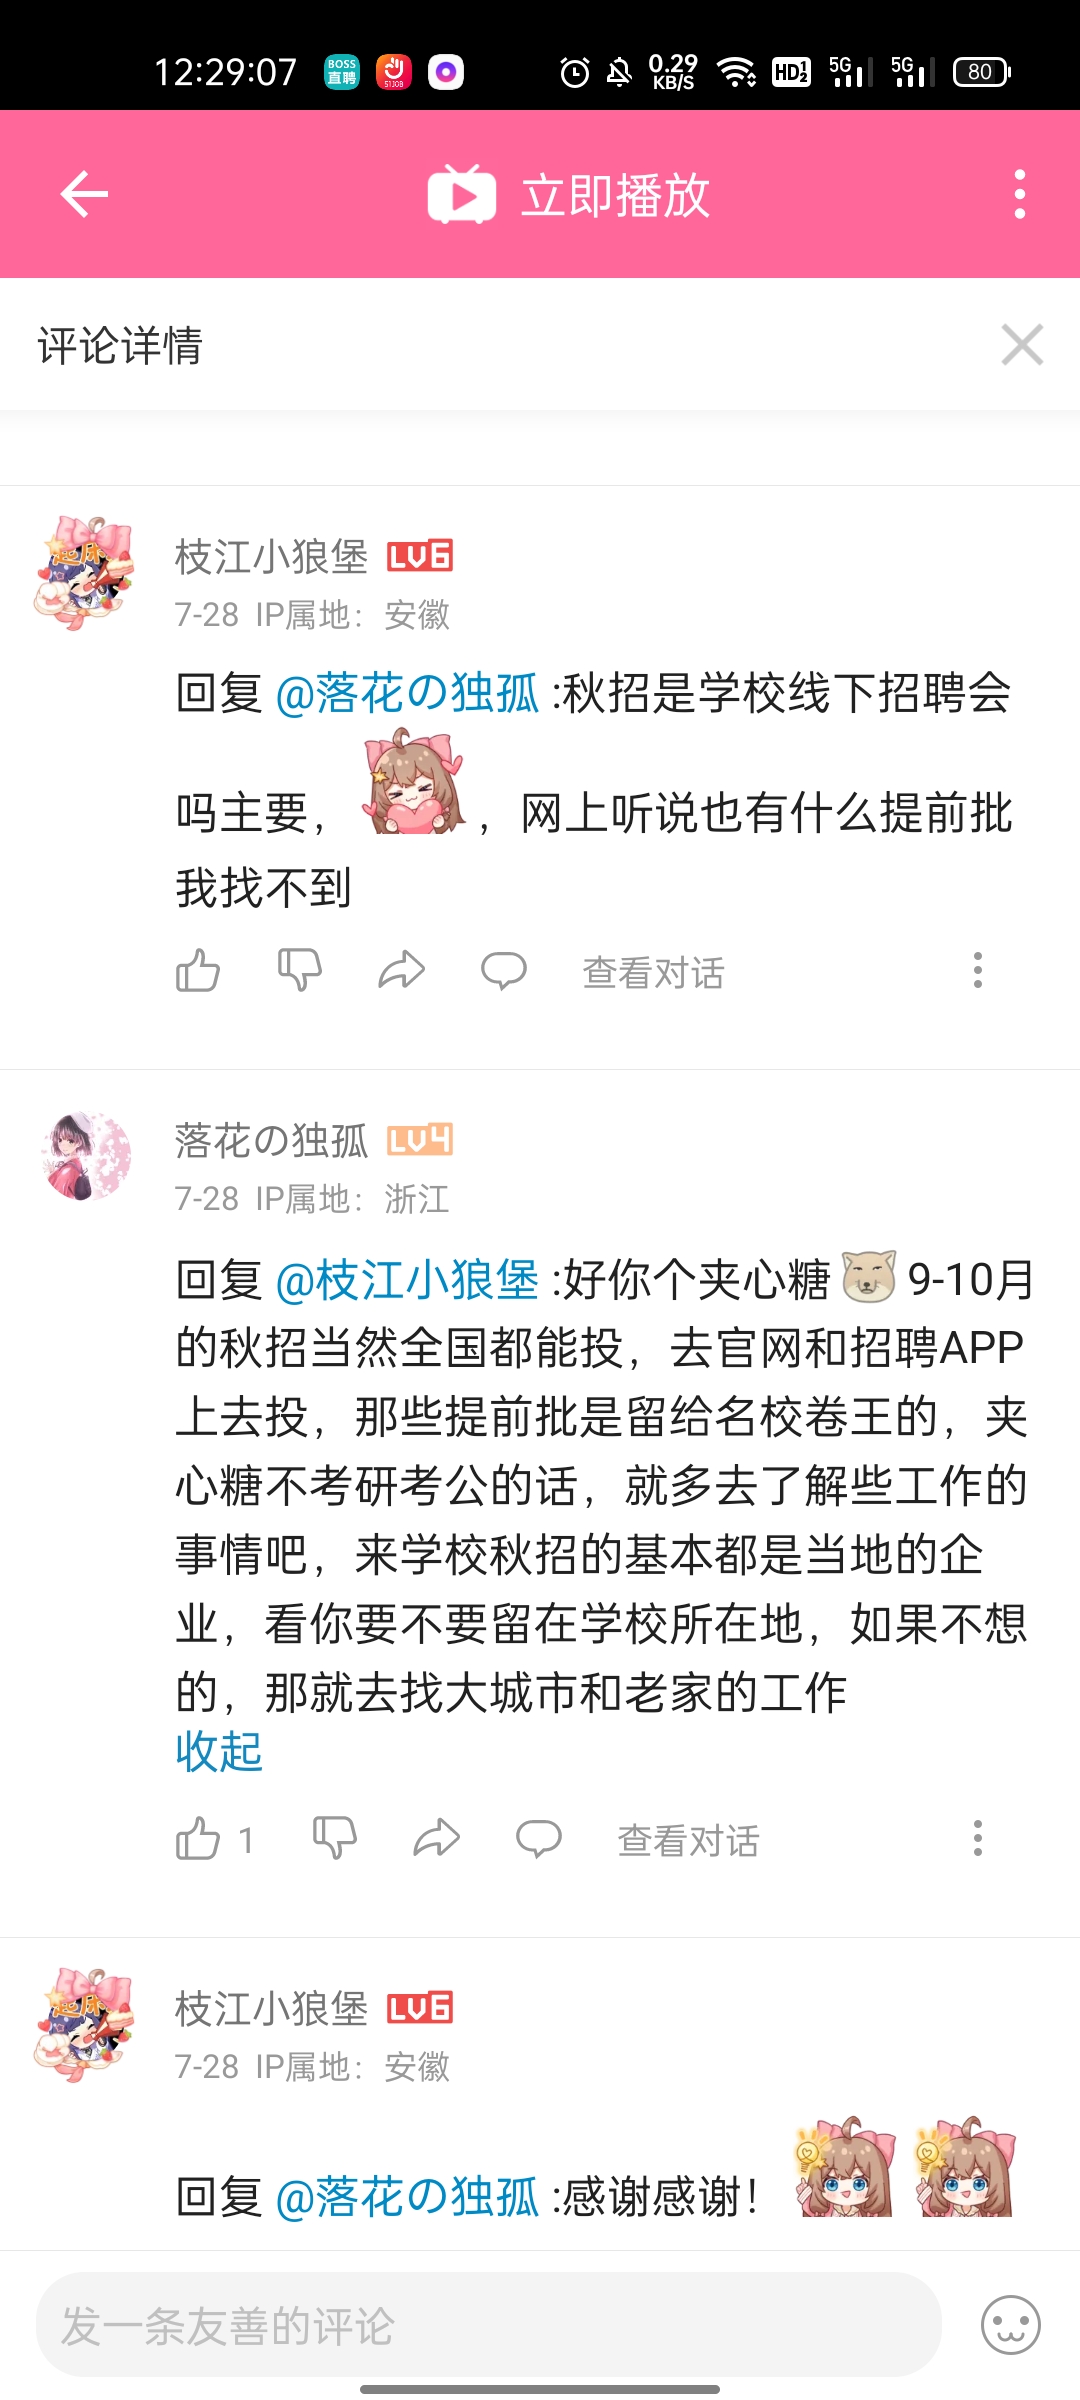 12:29:07
BOSS
直聘
51JOB
0.29
KB/S
HD1
2
5G
5G
80
立即播放
评论详情
枝江小狼堡 LV6
7-28 IP属地：安徽
回复 @落花の独孤 :秋招是学校线下招聘会
吗主要，，网上听说也有什么提前批
我找不到
查看对话
落花の独孤 LV4
7-28 IP属地：浙江
回复 @枝江小狼堡 :好你个夹心糖 9-10月
的秋招当然全国都能投，去官网和招聘APP
上去投，那些提前批是留给名校卷王的，夹
心糖不考研考公的话，就多去了解些工作的
事情吧，来学校秋招的基本都是当地的企
业，看你要不要留在学校所在地，如果不想
的，那就去找大城市和老家的工作
收起
1 查看对话
枝江小狼堡 LV6
7-28 IP属地：安徽
回复 @落花の独孤 :感谢感谢！
发一条友善的评论